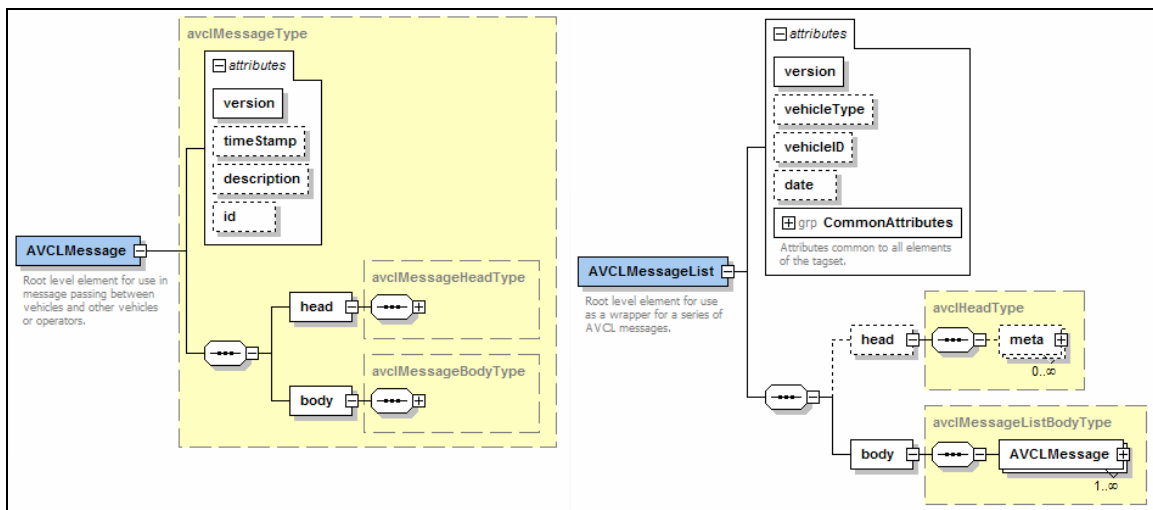 avclMessageType
attributes
version
timeStamp
description
id
AVCLMessage
Root level element for use in
message passing between
vehicles and other vehicles
or operators.
avclMessageHeadType
head
avclMessageBodyType
body
attributes
version
vehicleType
vehicleID
date
grp CommonAttributes
Attributes common to all elements
of the tagset.
AVCLMessageList
Root level element for use
as a wrapper for a series of
AVCL messages.
avclHeadType
head
meta
0..∞
avclMessageListBodyType
body
AVCLMessage
1..∞